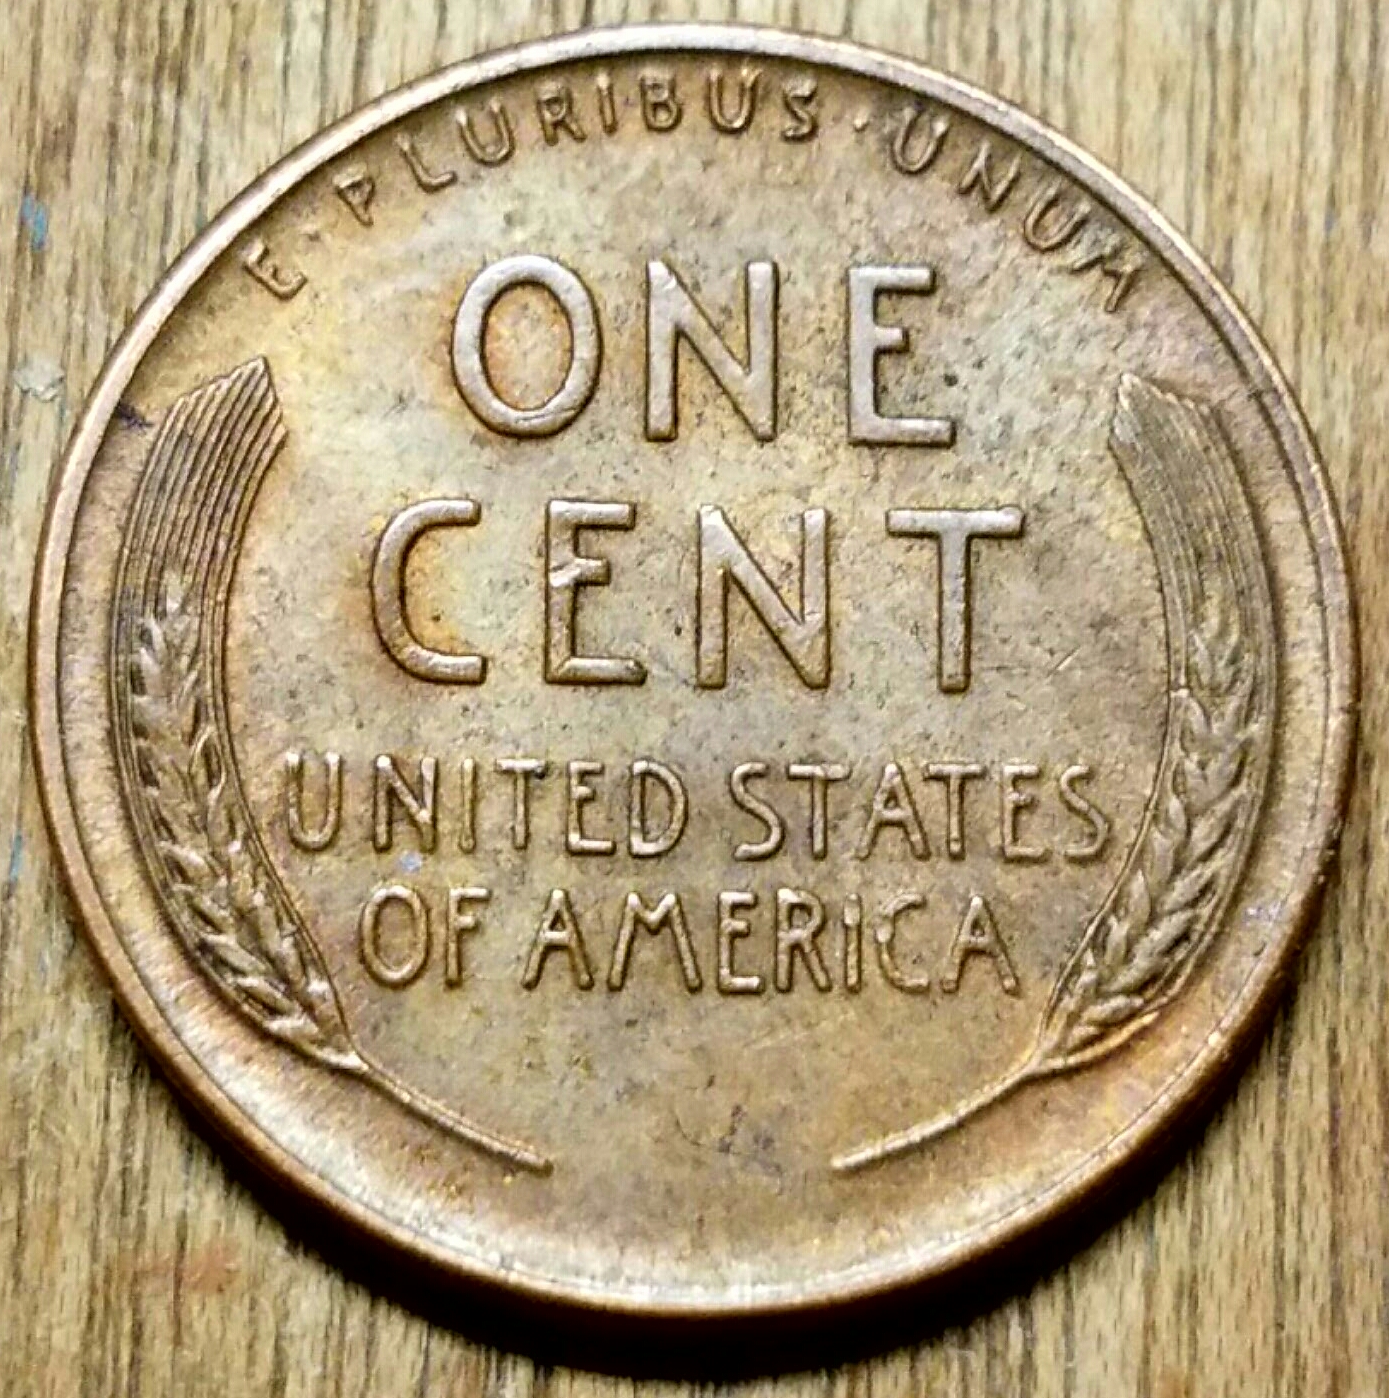 E·PLURIBUS·UNUM
ONE
CENT
UNITED STATES
OF AMERICA